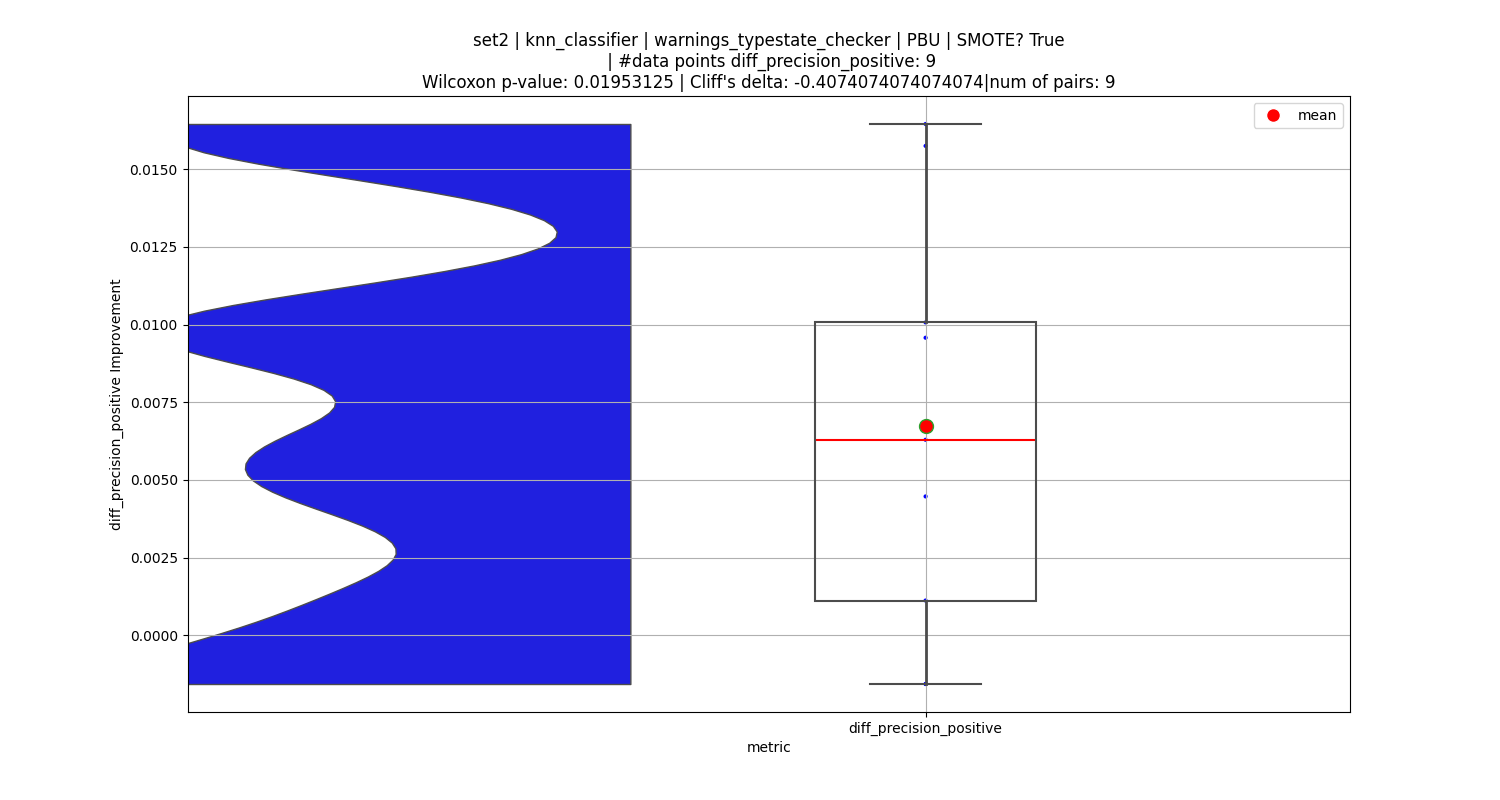 set2 | knn_classifier | warnings_typestate_checker | PBU | SMOTE? True
| #data points diff_precision_positive: 9
Wilcoxon p-value: 0.01953125 | Cliff's delta: -0.4074074074074074|num of pairs: 9
mean
0.0150
0.0125
0.0100
0.0075
0.0050
0.0025
0.0000
diff_precision_positive Improvement
diff_precision_positive
metric